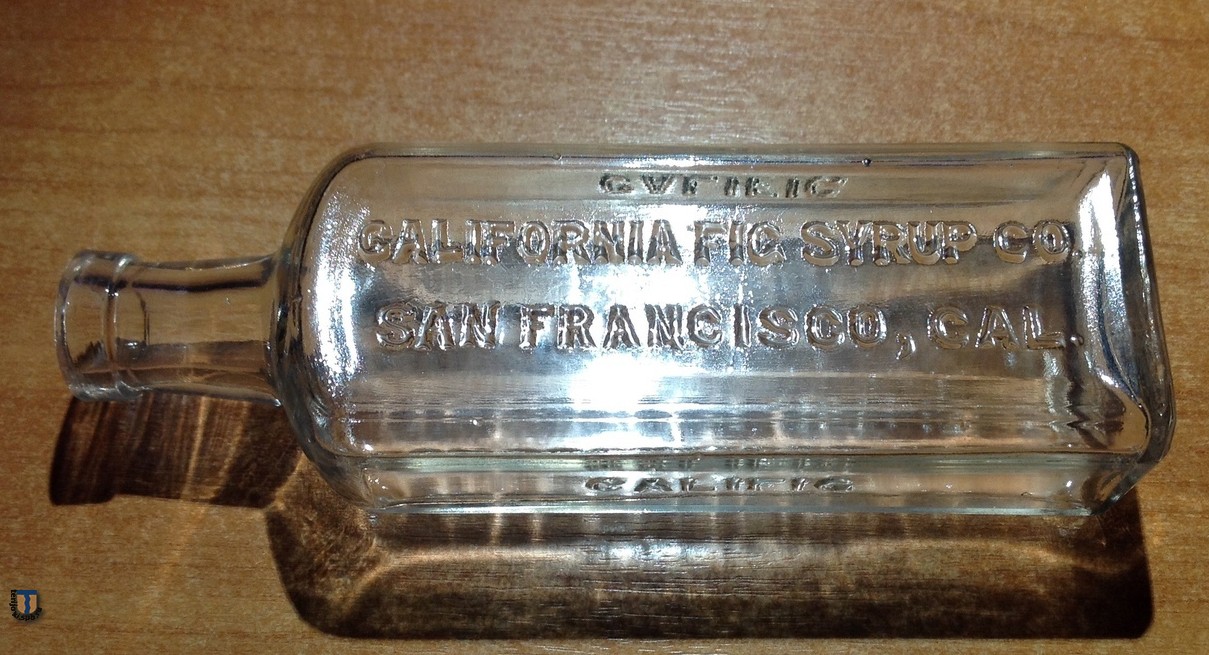 CALIFORNIA FIG SYRUP CO.
SAN FRANCISCO, CAL.
CALIFIG